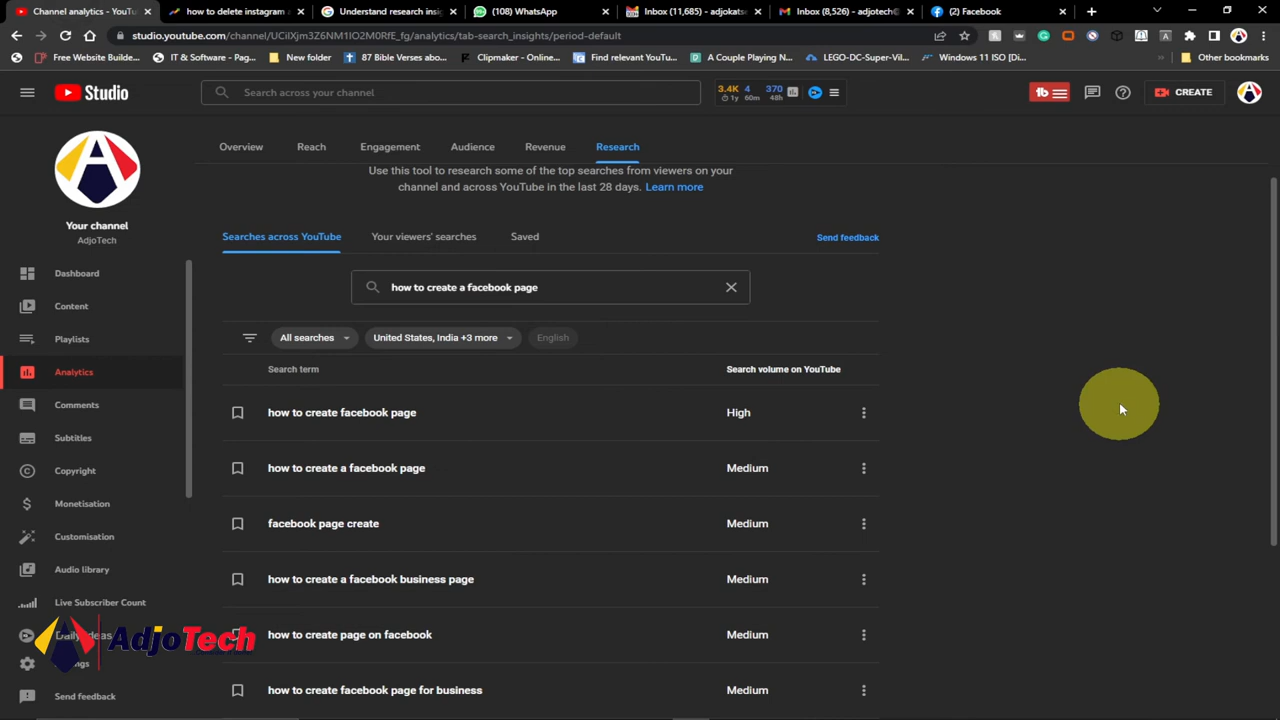 Channel analytics - YouTu
how to delete instagram a
Understand research insig
(108) WhatsApp
Inbox (11,685) - adjokats
Inbox (8,526) - adjotech@
(2) Facebook
studio.youtube.com/channel/UCiIXjm3Z6NM1IO2M0RfE_fg/analytics/tab-search_insights/period-default
Free Website Builde...
IT & Software - Pag...
New folder
87 Bible Verses abo...
Clipmaker - Online...
Find relevant YouTu...
A Couple Playing N...
LEGO-DC-Super-Vil...
Windows 11 ISO [Di...
Other bookmarks
Studio
Search across your channel
3.4K 4 370
1y 60m 48h
tb
CREATE
Overview
Reach
Engagement
Audience
Revenue
Research
Use this tool to research some of the top searches from viewers on your
channel and across YouTube in the last 28 days. Learn more
Your channel
AdjoTech
Searches across YouTube
Your viewers' searches
Saved
Send feedback
Dashboard
Content
Playlists
Analytics
Comments
Subtitles
Copyright
Monetisation
Customisation
Audio library
Live Subscriber Count
Send feedback
AdjoTech
how to create a facebook page
All searches
United States, India +3 more
English
Search term
Search volume on YouTube
how to create facebook page
High
how to create a facebook page
Medium
facebook page create
Medium
how to create a facebook business page
Medium
how to create page on facebook
Medium
how to create facebook page for business
Medium